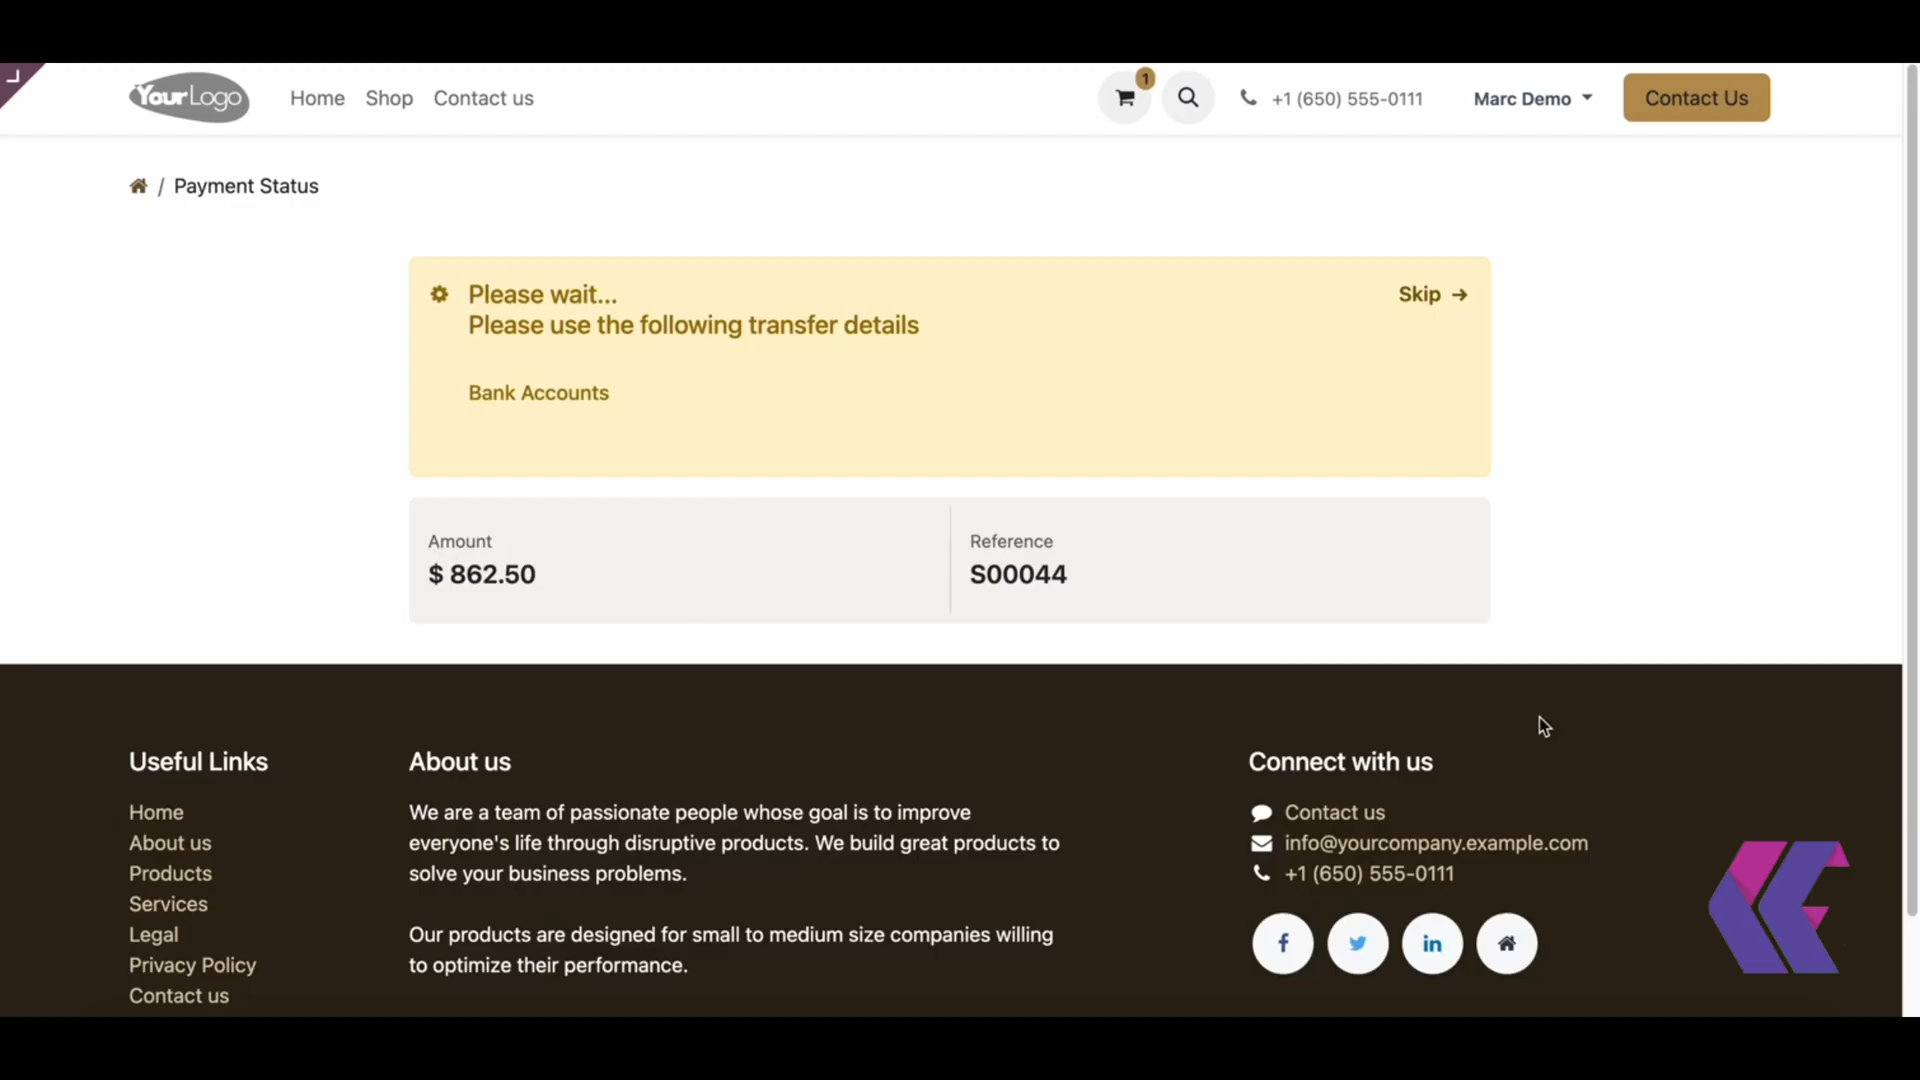 YourLogo
Home Shop Contact us
1
+1 (650) 555-0111
Marc Demo
Contact Us
/ Payment Status
Please wait...
Skip →
Please use the following transfer details
Bank Accounts
Amount
$ 862.50
Reference
S00044
Useful Links
Home
About us
Products
Services
Legal
Privacy Policy
Contact us
About us
We are a team of passionate people whose goal is to improve
everyone's life through disruptive products. We build great products to
solve your business problems.
Our products are designed for small to medium size companies willing
to optimize their performance.
Connect with us
Contact us
info@yourcompany.example.com
+1 (650) 555-0111